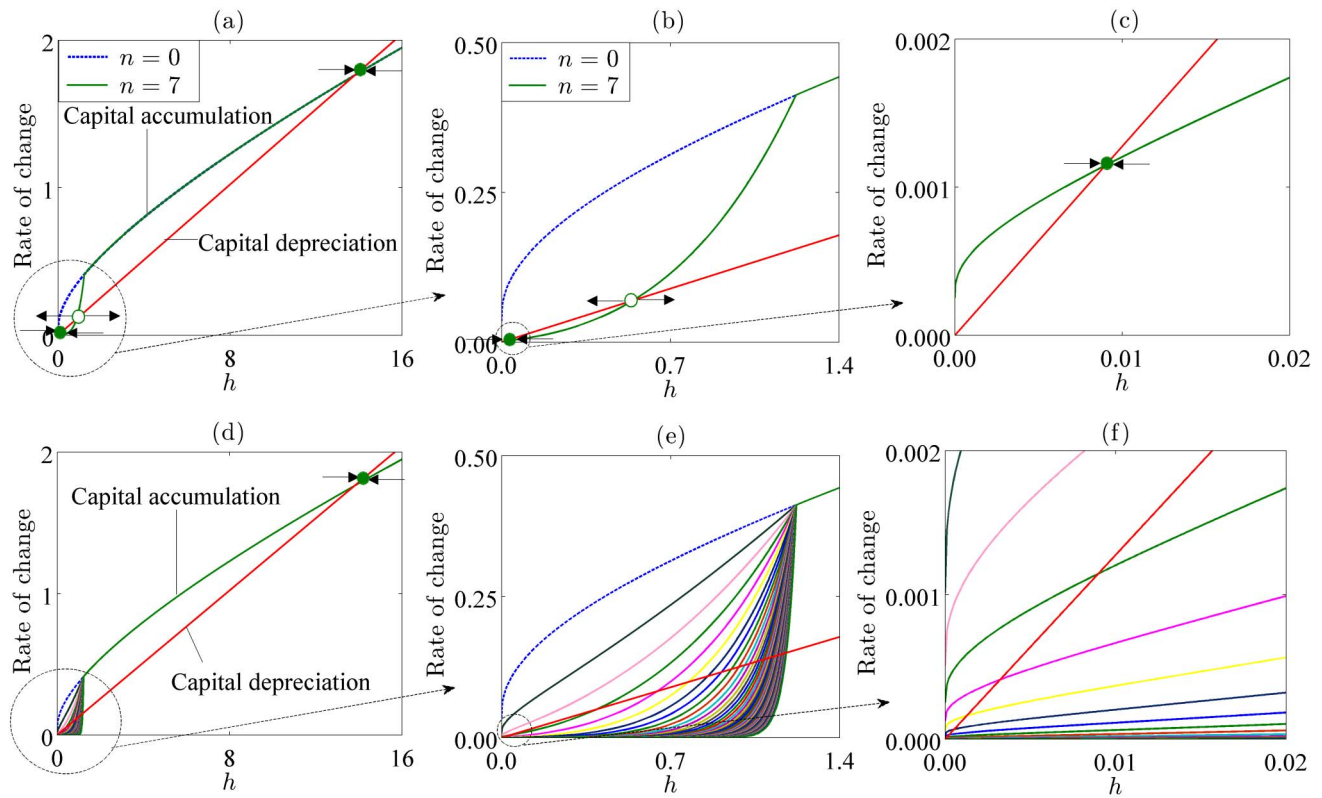 (a)
2
n = 0
n = 7
Capital accumulation
1
Capital depreciation
0
0
8
16
h
Rate of change
(b)
0.50
n = 0
n = 7
0.25
0.00
0.0
0.7
1.4
h
Rate of change
(c)
0.002
0.001
0.000
0.00
0.01
0.02
h
Rate of change
(d)
2
Capital accumulation
1
Capital depreciation
0
0
8
16
h
Rate of change
(e)
0.50
0.25
0.00
0.0
0.7
1.4
h
Rate of change
(f)
0.002
0.001
0.000
0.00
0.01
0.02
h
Rate of change